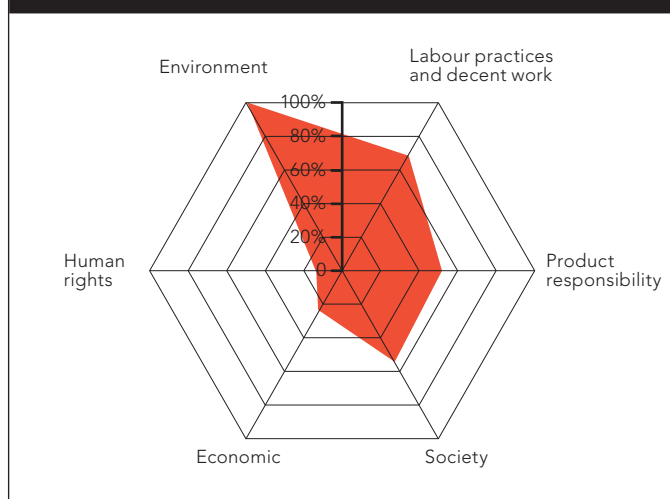 Labour practices
and decent work
Environment
100%
80%
60%
40%
20%
0
Human
rights
Product
responsibility
Economic
Society